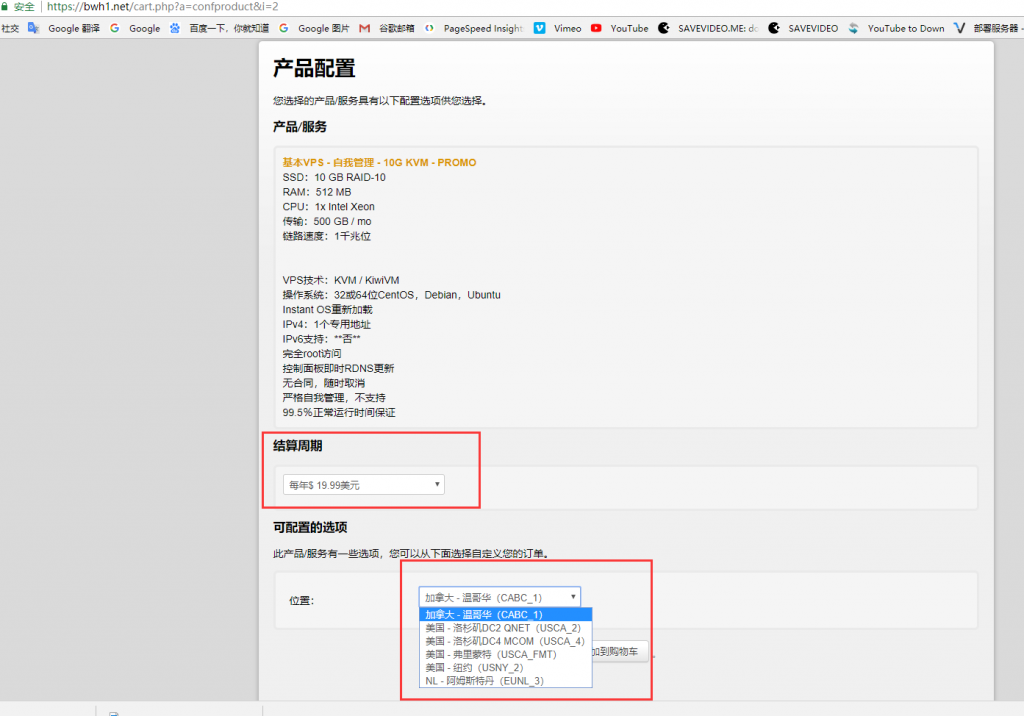 安全 https://bwh1.net/cart.php?a=confproduct&i=2
社交 Google 翻译 Google 百度一下，你就知道 Google 图片 谷歌邮箱 PageSpeed Insight Vimeo YouTube SAVEVIDEO.ME: do SAVEVIDEO YouTube to Down 部署服务器 -
产品配置
您选择的产品/服务具有以下配置选项供您选择。
产品/服务
基本VPS - 自我管理 - 10G KVM - PROMO
SSD：10 GB RAID-10
RAM：512 MB
CPU：1x Intel Xeon
传输：500 GB / mo
链路速度：1千兆位
VPS技术：KVM / KiwiVM
操作系统：32或64位CentOS，Debian，Ubuntu
Instant OS重新加载
IPv4：1个专用地址
IPv6支持：**否**
完全root访问
控制面板即时RDNS更新
无合同，随时取消
严格自我管理，不支持
99.5％正常运行时间保证
结算周期
每年$ 19.99美元
可配置的选项
此产品/服务有一些选项，您可以从下面选择自定义您的订单。
位置：
加拿大 - 温哥华（CABC_1）
加拿大 - 温哥华（CABC_1）
美国 - 洛杉矶DC2 QNET（USCA_2）
美国 - 洛杉矶DC4 MCOM（USCA_4）
美国 - 弗里蒙特（USCA_FMT）
美国 - 纽约（USNY_2）
NL - 阿姆斯特丹（EUNL_3）
加到购物车